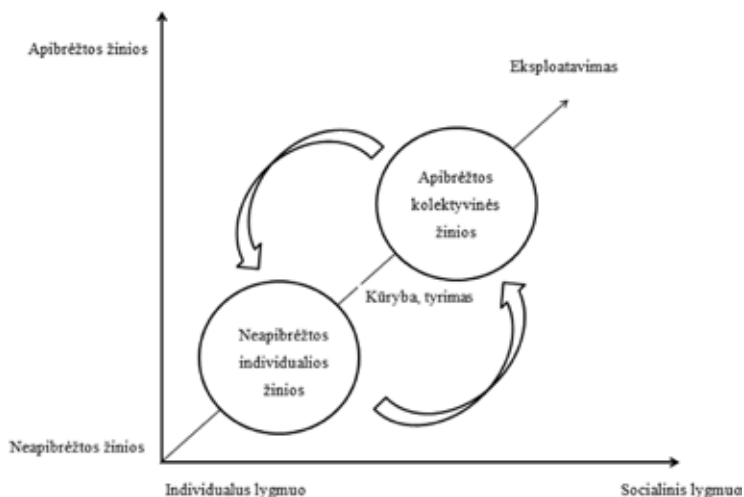 Apibrėžtos žinios
Eksploatavimas
Apibrėžtos
kolektyvinės
žinios
Kūryba, tyrimas
Neapibrėžtos
individualios
žinios
Neapibrėžtos žinios
Individualus lygmuo
Socialinis lygmuo